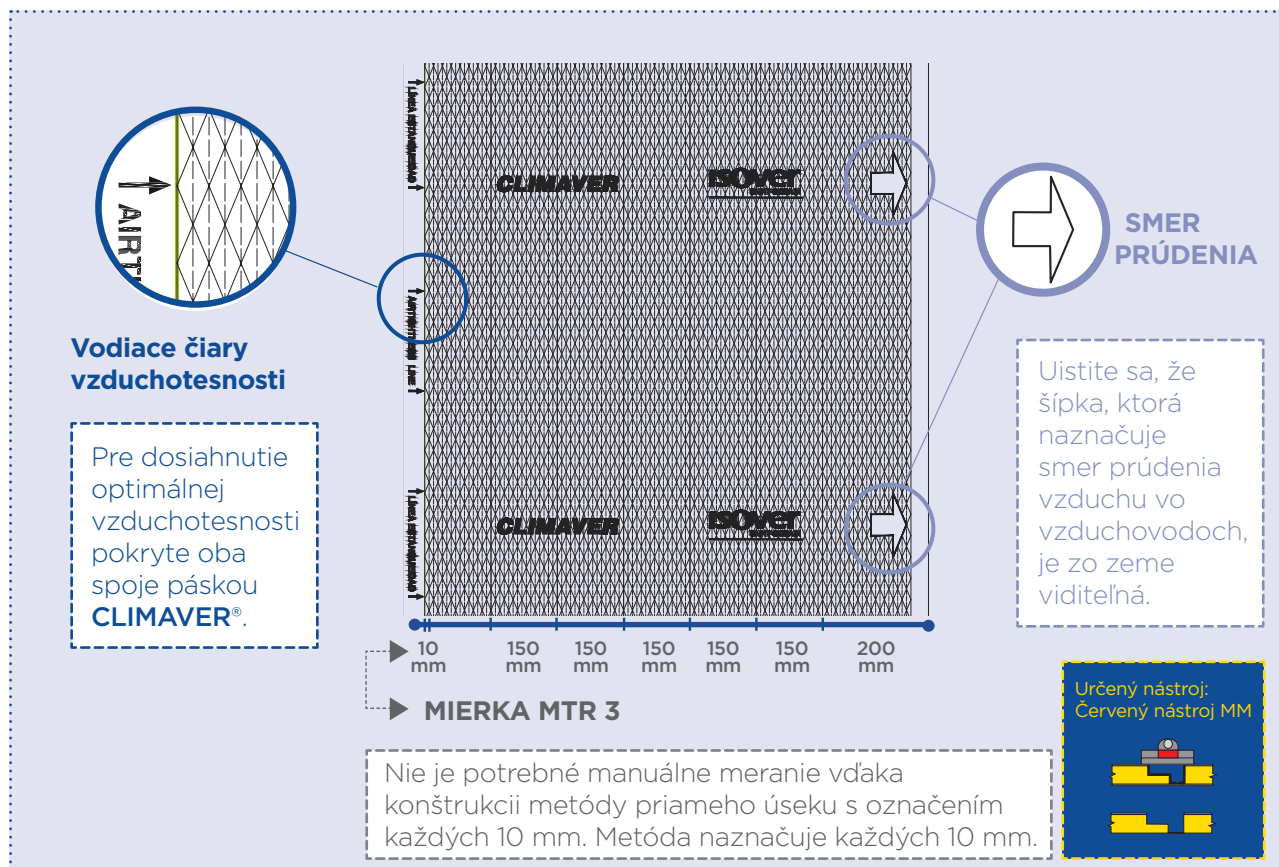 CLIMAVER
isover
AIRT
SMER
PRÚDENIA
Vodiace čiary
vzduchotesnosti
Pre dosiahnutie
optimálnej
vzduchotesnosti
pokryte oba
spoje páskou
CLIMAVER®.
Uistite sa, že
šípka, ktorá
naznačuje
smer prúdenia
vzduchu vo
vzduchovodoch,
je zo zeme
viditeľná.
CLIMAVER
isover
10 mm
150 mm
150 mm
150 mm
150 mm
150 mm
200 mm
MIERKA MTR 3
Určený nástroj:
Červený nástroj MM
Nie je potrebné manuálne meranie vďaka
konštrukcii metódy priameho úseku s označením
každých 10 mm. Metóda naznačuje každých 10 mm.